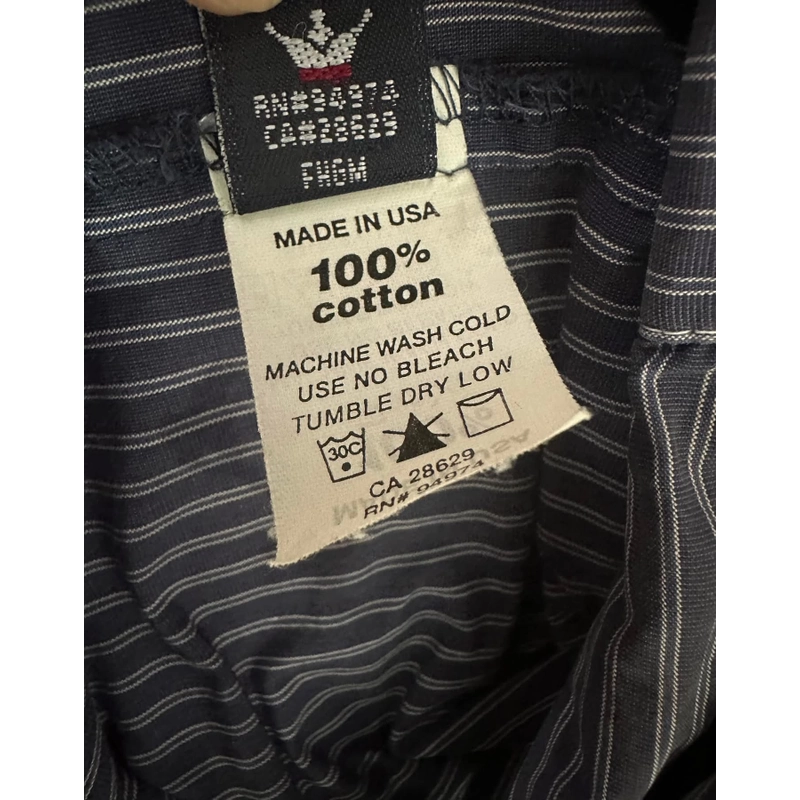 RN#94974
CA#28629
FHGM
MADE IN USA
100%
cotton
MACHINE WASH COLD
USE NO BLEACH
TUMBLE DRY LOW
30C
CA 28629
RN# 94974